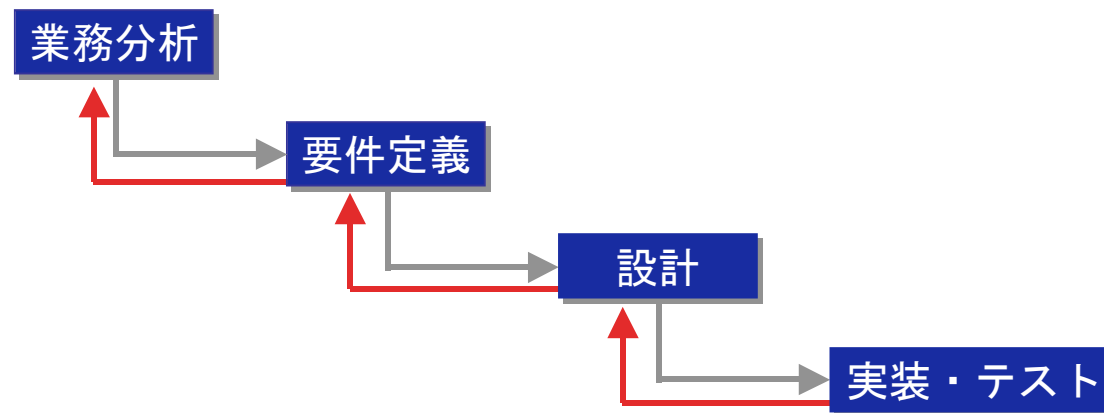 業務分析
要件定義
設計
実装・テスト